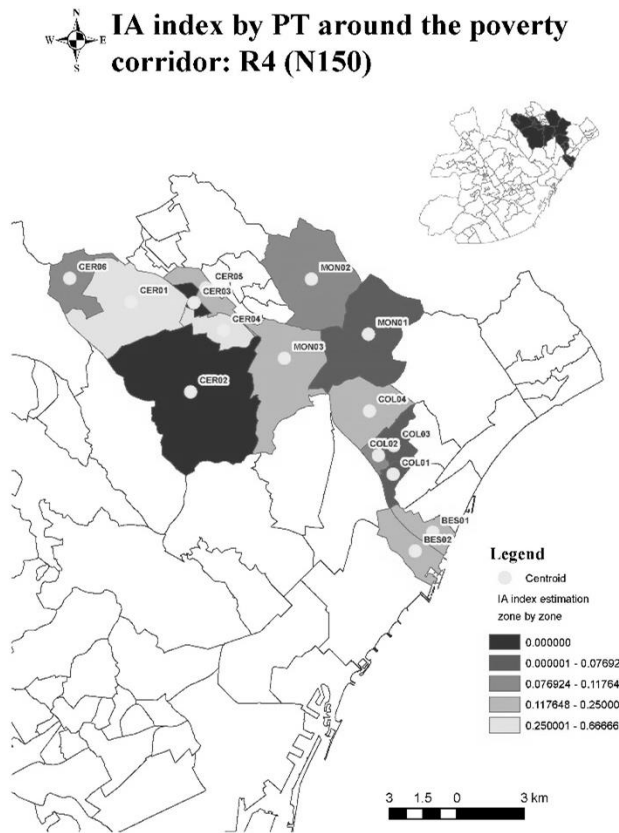 N
W E
S
IA index by PT around the poverty
corridor: R4 (N150)
CER06
CER01
CER05
CER03
CER04
MON02
MON01
MON03
CER02
COL04
COL03
COL02
COL01
BES01
BES02
Legend
Centroid
IA index estimation
zone by zone
0.000000
0.000001 - 0.07692
0.076924 - 0.11764
0.117648 - 0.25000
0.250001 - 0.66666
3 1.5 0 3 km